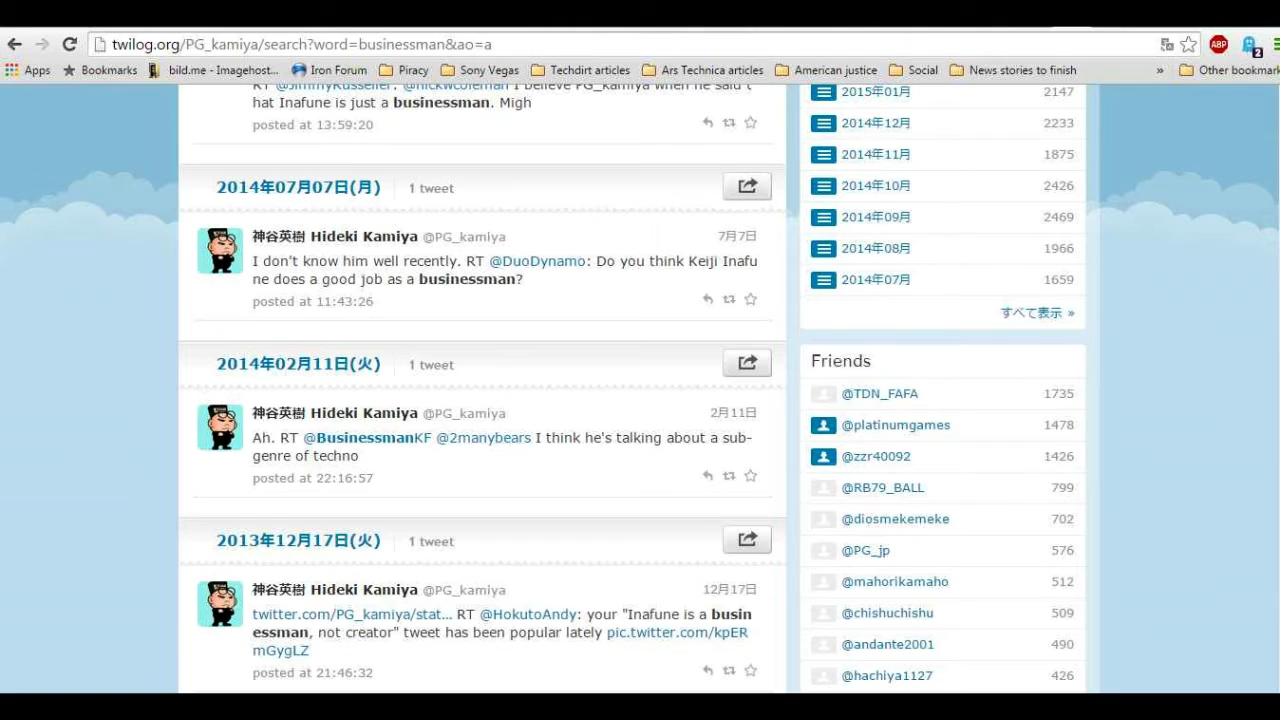 twilog.org/PG_kamiya/search?word=businessman&ao=a
ABP
2
Apps
Bookmarks
bild.me - Imagehost...
Iron Forum
Piracy
Sony Vegas
Techdirt articles
Ars Technica articles
American justice
Social
News stories to finish
»
Other bookmark
RT @JimmyRusseller: @nickwcoleman I believe PG_kamiya when he said t
hat Inafune is just a businessman. Migh
posted at 13:59:20
2014年07月07日(月)
1 tweet
神谷英樹 Hideki Kamiya @PG_kamiya
7月7日
I don't know him well recently. RT @DuoDynamo: Do you think Keiji Inafu
ne does a good job as a businessman?
posted at 11:43:26
2014年02月11日(火)
1 tweet
神谷英樹 Hideki Kamiya @PG_kamiya
2月11日
Ah. RT @BusinessmanKF @2manybears I think he's talking about a sub-
genre of techno
posted at 22:16:57
2013年12月17日(火)
1 tweet
神谷英樹 Hideki Kamiya @PG_kamiya
12月17日
twitter.com/PG_kamiya/stat... RT @HokutoAndy: your "Inafune is a busin
essman, not creator" tweet has been popular lately pic.twitter.com/kpER
mGygLZ
posted at 21:46:32
2015年01月 2147
2014年12月 2233
2014年11月 1875
2014年10月 2426
2014年09月 2469
2014年08月 1966
2014年07月 1659
すべて表示 »
Friends
@TDN_FAFA 1735
@platinumgames 1478
@zzr40092 1426
@RB79_BALL 799
@diosmekemeke 702
@PG_jp 576
@mahorikamaho 512
@chishuchishu 509
@andante2001 490
@hachiya1127 426